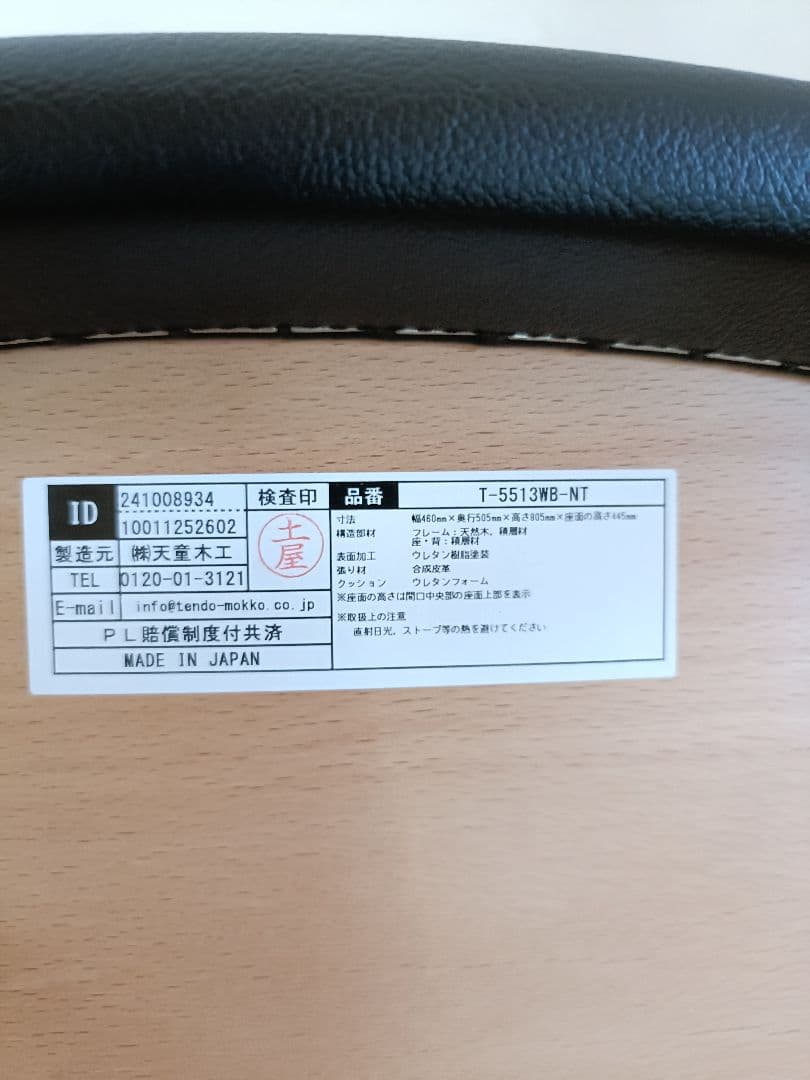 ID
241008934
10011252602
検査印
土屋
製造元
㈱天童木工
TEL
0120-01-3121
E-mail
info@tendo-mokko.co.jp
ＰＬ賠償制度付共済
MADE IN JAPAN
品番
T-5513WB-NT
寸法 幅460mm×奥行505mm×高さ805mm×座面の高さ445mm
構造部材 フレーム：天然木、積層材
座・背：積層材
表面加工 ウレタン樹脂塗装
張り材 合成皮革
クッション ウレタンフォーム
※座面の高さは間口中央部の座面上部を表示
※取扱上の注意
直射日光、ストーブ等の熱を避けてください